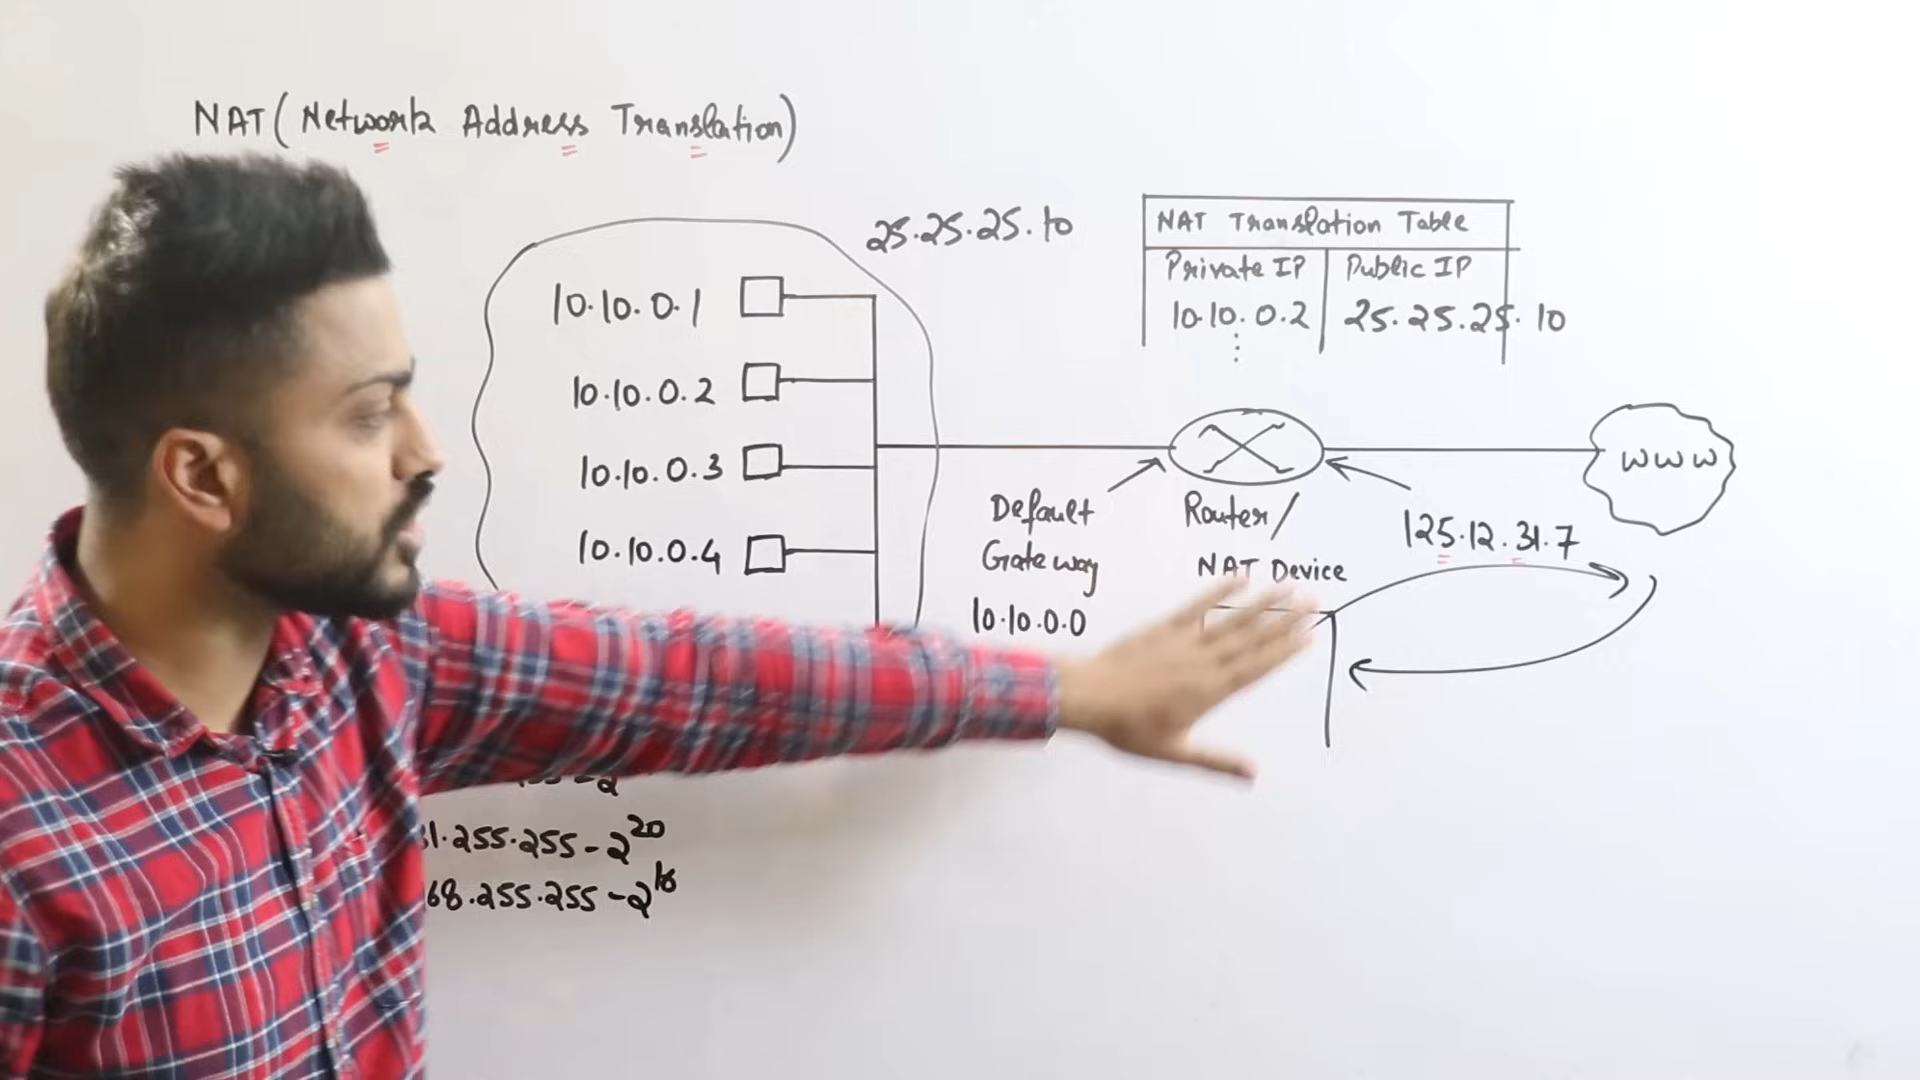 NAT (Network Address Translation)
25.25.25.10
10.10.0.1
10.10.0.2
10.10.0.3
10.10.0.4
NAT Translation Table
Private IP Public IP
10.10.0.2 25.25.25.10
Default
Gateway
10.10.0.0
Router/
NAT Device
125.12.31.7
www
1.255.255-2^20
68.255.255-2^16